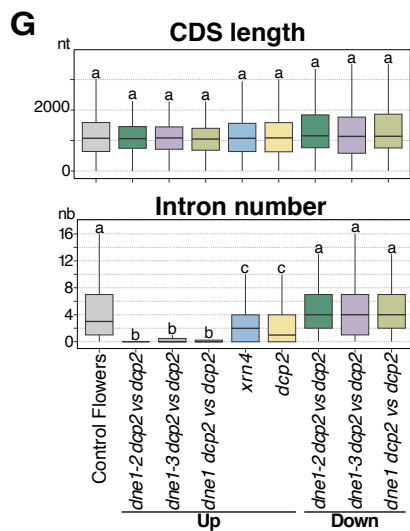 G
CDS length
nt
2000
0
a a a a a a a a a
Intron number
nb
16
12
8
4
0
a b b b c c a a a
Control Flowers
dne1-2 dcp2 vs dcp2
dne1-3 dcp2 vs dcp2
dne1 dcp2 vs dcp2
xrn4
dcp2
dne1-2 dcp2 vs dcp2
dne1-3 dcp2 vs dcp2
dne1 dcp2 vs dcp2
Up
Down